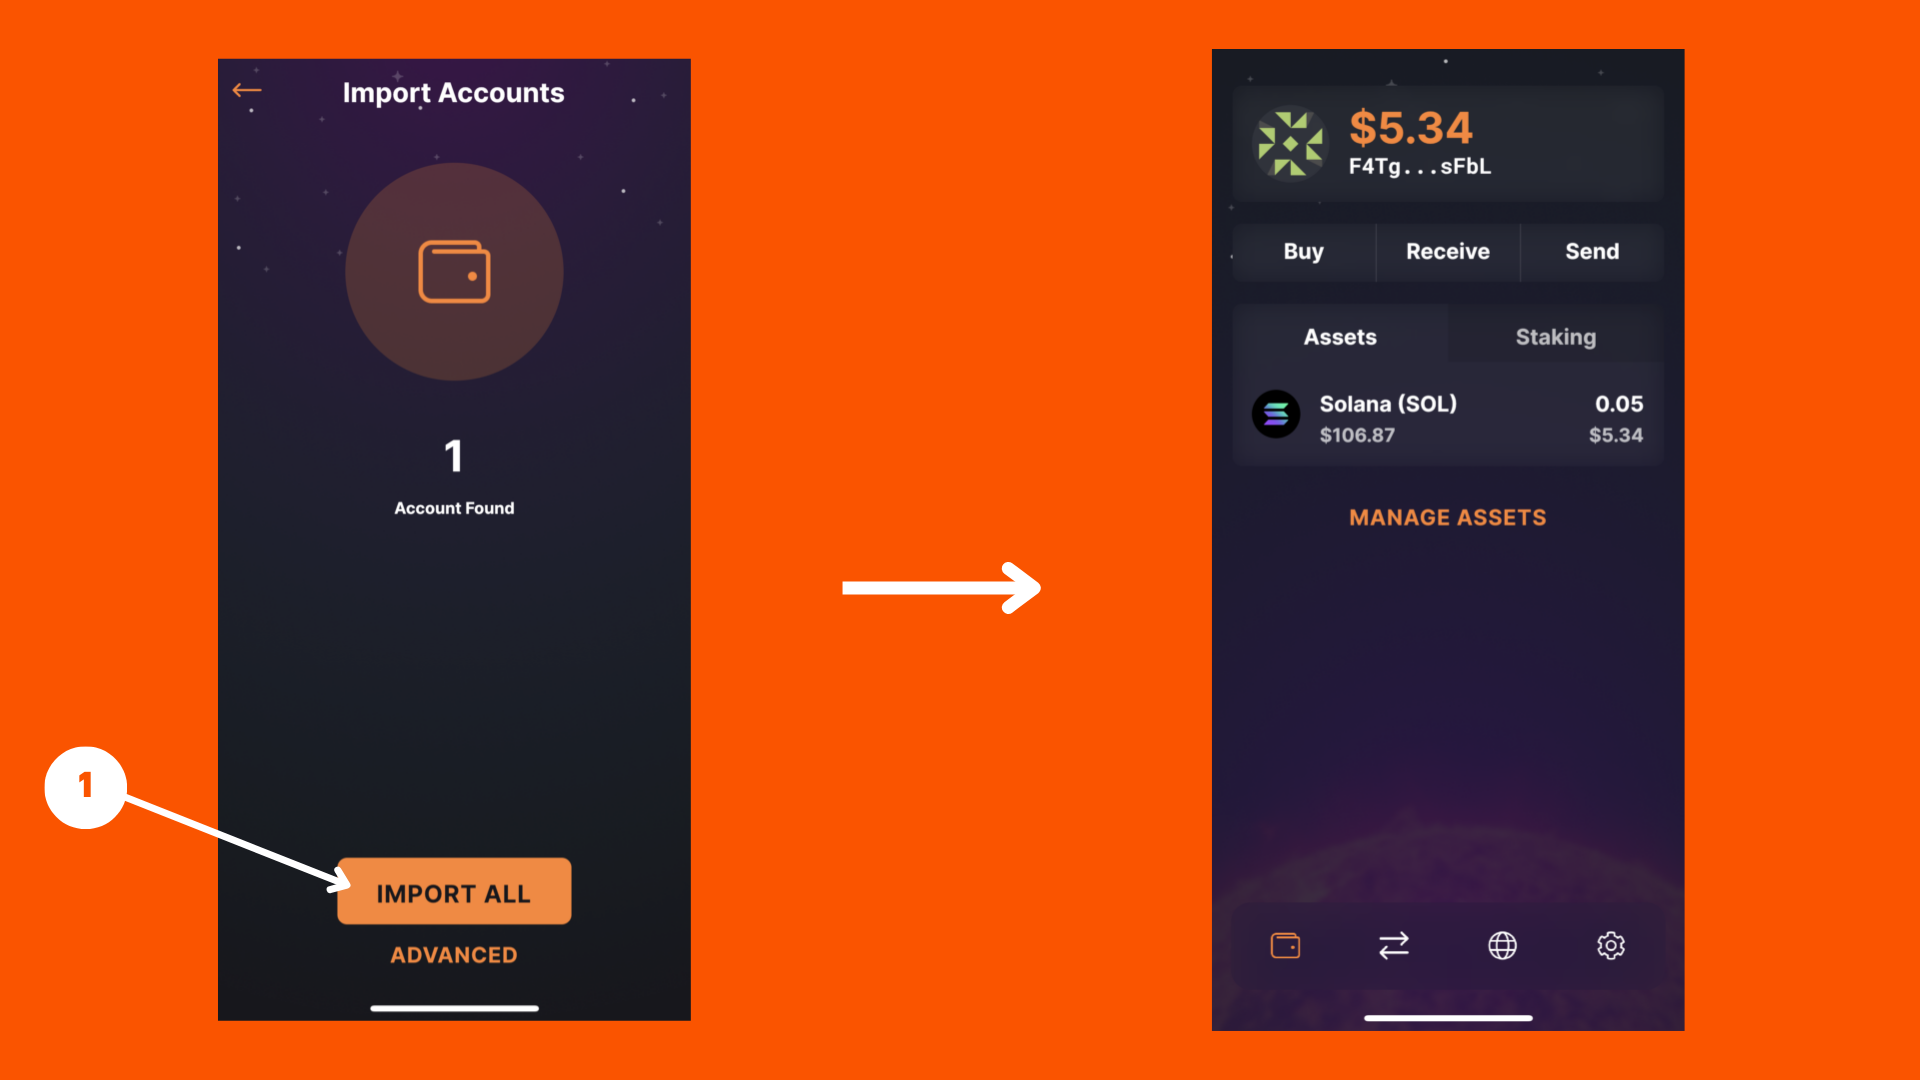 Import Accounts
1
Account Found
1
IMPORT ALL
ADVANCED
$5.34
F4Tg...sFbL
Buy Receive Send
Assets Staking
Solana (SOL) 0.05
$106.87 $5.34
MANAGE ASSETS